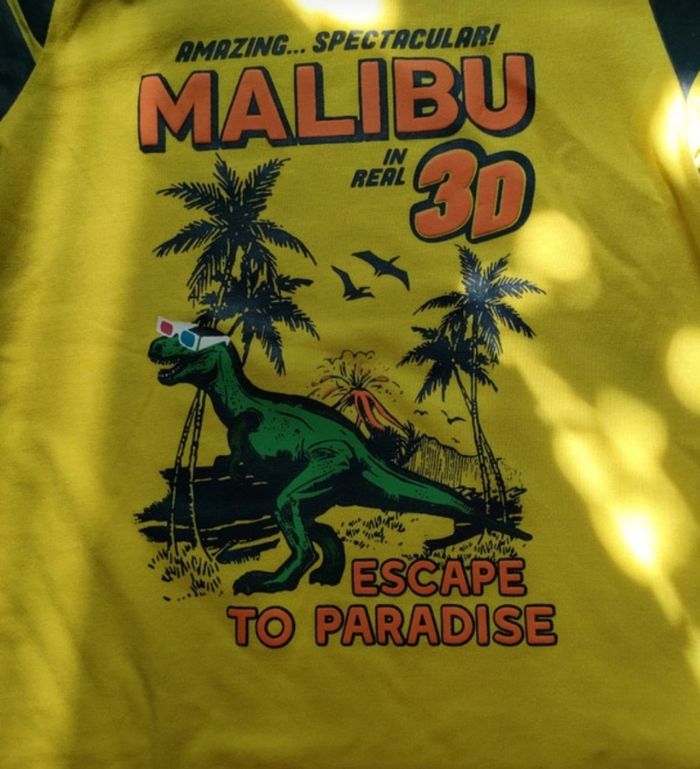 AMAZING... SPECTACULAR!
MALIBU
IN
REAL 3D
ESCAPE
TO PARADISE